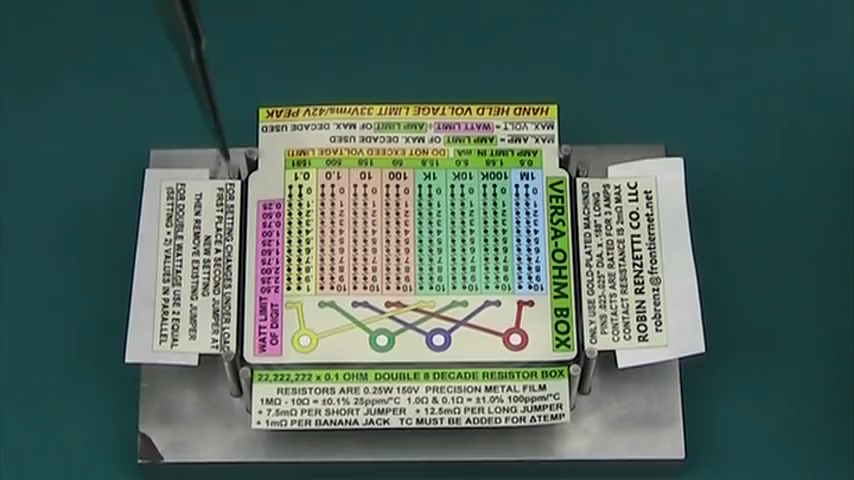 HAND HELD VOLTAGE LIMIT 33Vrms/42V PEAK
MAX. VOLT = WATT LIMIT ÷ AMP LIMIT OF MAX. DECADE USED
MAX. AMP = AMP LIMIT OF MAX. DECADE USED
AMP LIMIT IN mA DO NOT EXCEED VOLTAGE LIMIT!
0.5 1.58 5.0 15.8 50 158 500 1581
1M 100K 10K 1K 100 10 1.0 0.1
VERSA-OHM BOX
WATT LIMIT
OF DIGIT
22,222,222 x 0.1 OHM DOUBLE 8 DECADE RESISTOR BOX
RESISTORS ARE 0.25W 150V PRECISION METAL FILM
1MΩ - 10Ω = ±0.1% 25ppm/°C 1.0Ω & 0.1Ω = ±1.0% 100ppm/°C
+ 7.5mΩ PER SHORT JUMPER + 12.5mΩ PER LONG JUMPER
+ 1mΩ PER BANANA JACK TC MUST BE ADDED FOR ΔTEMP
FOR SETTING CHANGES UNDER LOAD
FIRST PLACE A SECOND JUMPER AT
NEW SETTING
THEN REMOVE EXISTING JUMPER
FOR DOUBLE WATTAGE USE 2 EQUAL
(SETTING × 2) VALUES IN PARALLEL
ONLY USE GOLD-PLATED MACHINED
PINS .023-.025" DIA. x .188" LONG
CONTACTS ARE RATED FOR 3 AMPS
CONTACT RESISTANCE IS 2mΩ MAX
ROBIN RENZETTI CO. LLC
robrenz@frontiernet.net